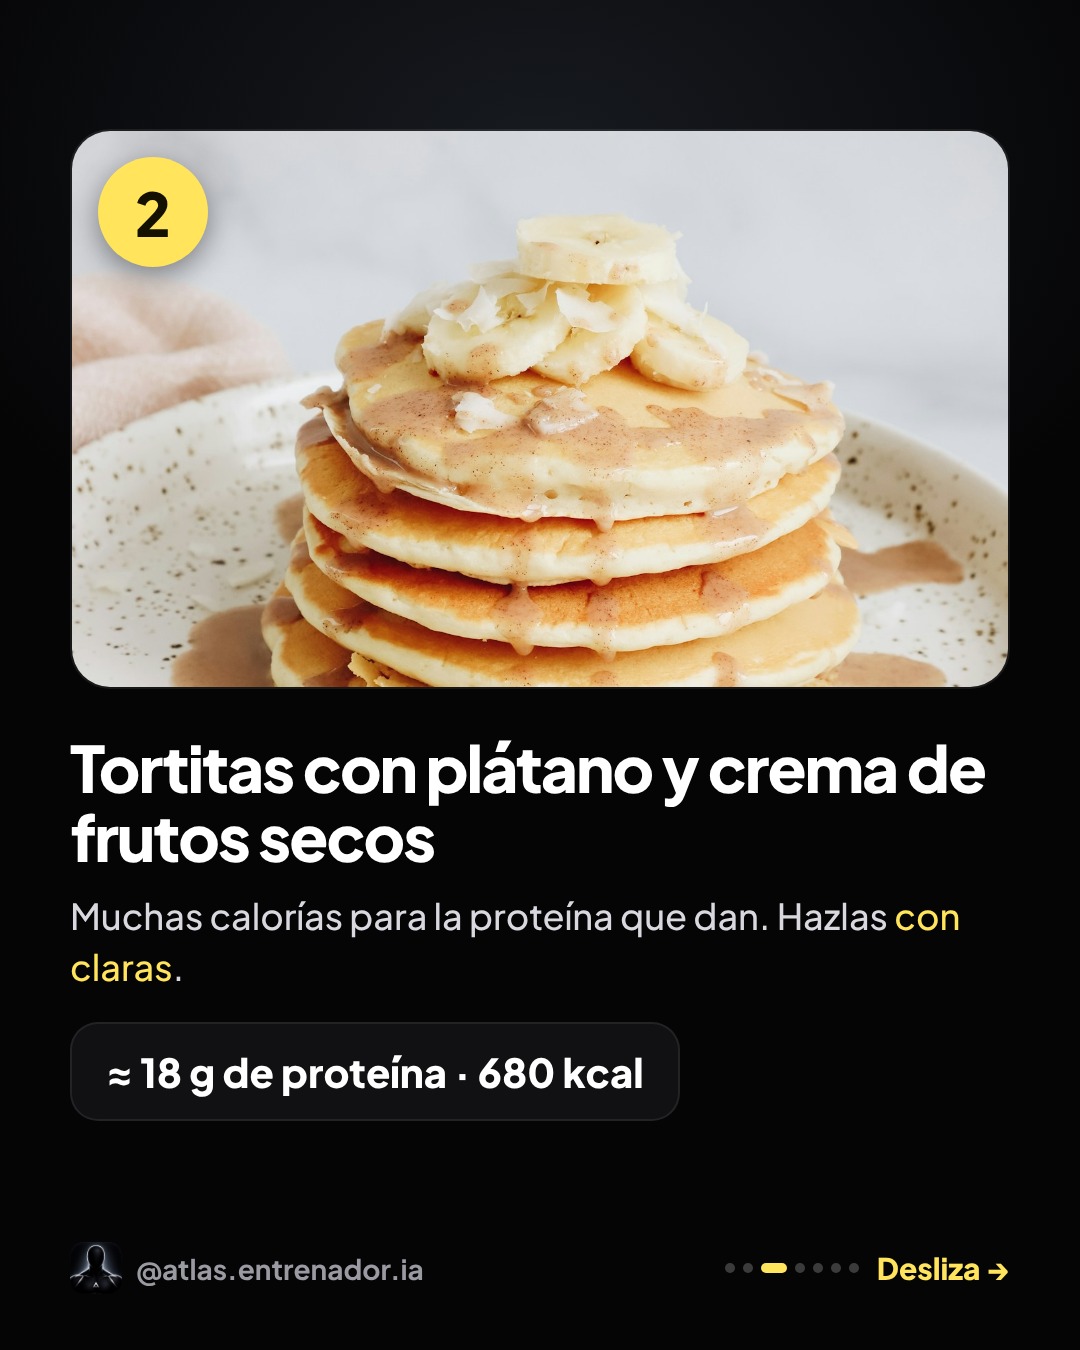 2
Tortitas con plátano y crema de
frutos secos
Muchas calorías para la proteína que dan. Hazlas con
claras.
≈ 18 g de proteína · 680 kcal
@atlas.entrenador.ia
Desliza →